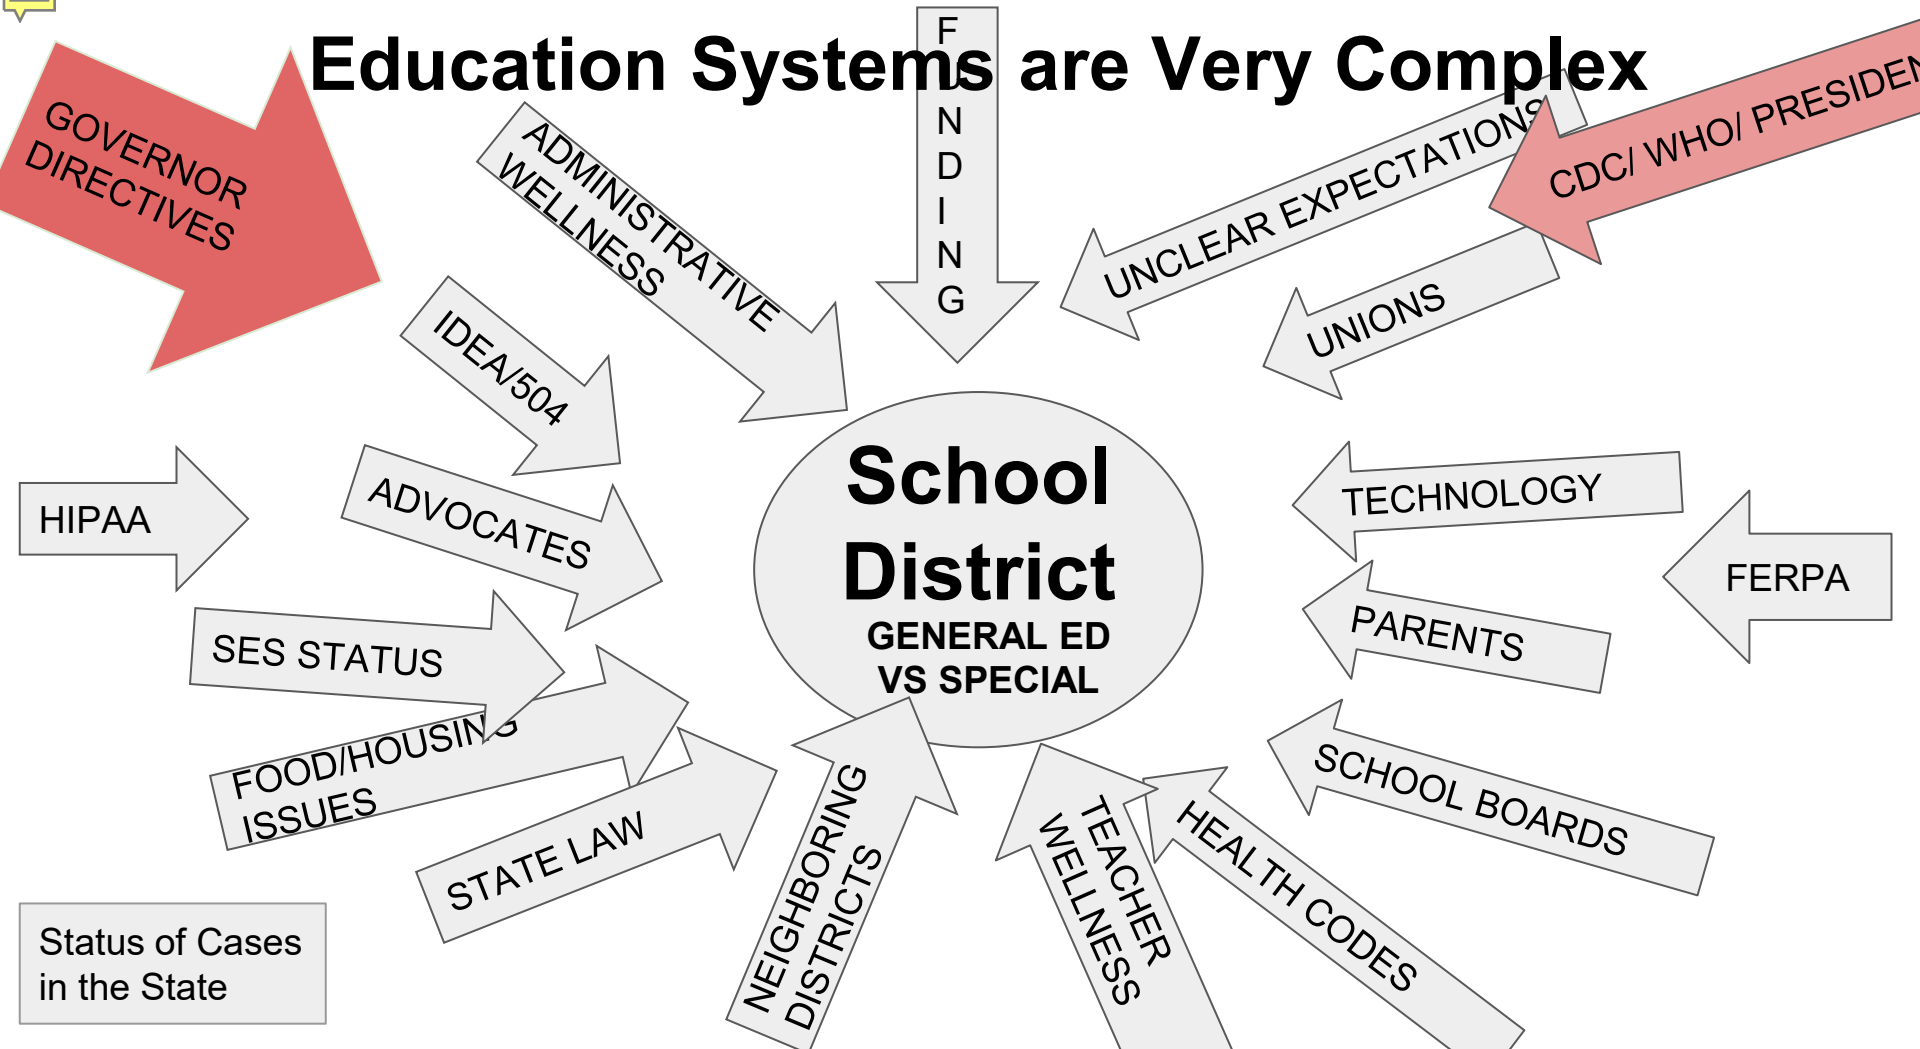 Education Systems are Very Complex
FUNDING
GOVERNOR
DIRECTIVES
ADMINISTRATIVE
WELLNESS
UNCLEAR EXPECTATIONS
CDC/ WHO/ PRESIDEN
UNIONS
IDEA/504
HIPAA
ADVOCATES
School
District
GENERAL ED
VS SPECIAL
TECHNOLOGY
FERPA
PARENTS
SES STATUS
FOOD/HOUSING
ISSUES
STATE LAW
SCHOOL BOARDS
NEIGHBORING
DISTRICTS
TEACHER
WELLNESS
HEALTH CODES
Status of Cases
in the State